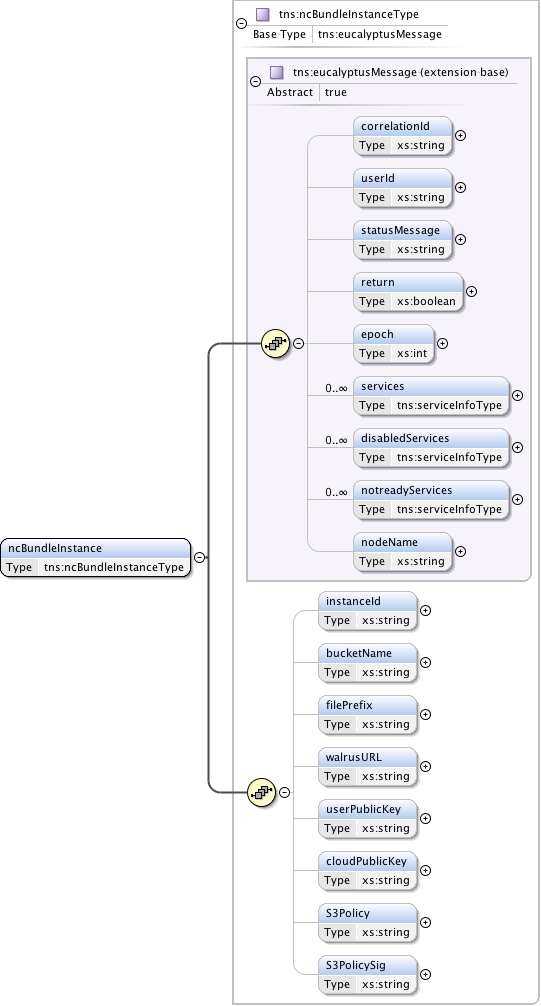 tns:ncBundleInstanceType
Base Type tns:eucalyptusMessage
tns:eucalyptusMessage (extension base)
Abstract true
correlationId
Type xs:string
userId
Type xs:string
statusMessage
Type xs:string
return
Type xs:boolean
epoch
Type xs:int
0..∞ services
Type tns:serviceInfoType
0..∞ disabledServices
Type tns:serviceInfoType
0..∞ notreadyServices
Type tns:serviceInfoType
nodeName
Type xs:string
ncBundleInstance
Type tns:ncBundleInstanceType
instanceId
Type xs:string
bucketName
Type xs:string
filePrefix
Type xs:string
walrusURL
Type xs:string
userPublicKey
Type xs:string
cloudPublicKey
Type xs:string
S3Policy
Type xs:string
S3PolicySig
Type xs:string